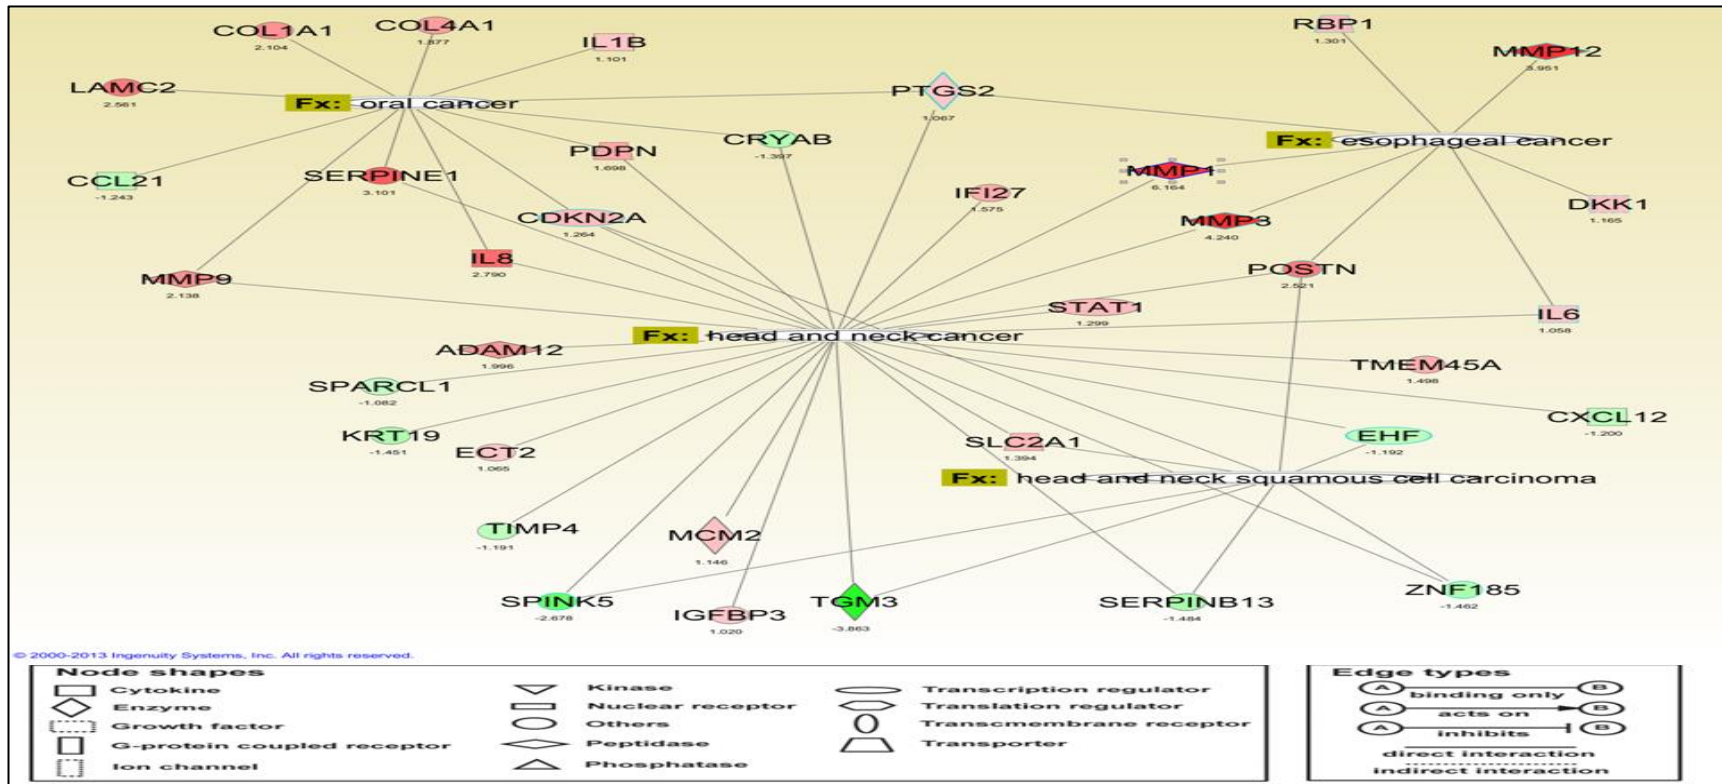 COL1A1
2.104
COL4A1
1.877
IL1B
1.101
RBP1
1.301
MMP12
3.951
LAMC2
2.561
Fx: oral cancer
PTGS2
1.067
CRYAB
-1.397
Fx: esophageal cancer
CCL21
-1.243
SERPINE1
3.101
PDPN
1.698
MMP1
6.164
IFI27
1.575
DKK1
1.165
CDKN2A
1.264
MMP3
4.240
MMP9
2.138
IL8
2.790
POSTN
2.521
STAT1
1.299
IL6
1.058
Fx: head and neck cancer
ADAM12
1.996
TMEM45A
1.498
SPARCL1
-1.082
CXCL12
-1.200
KRT19
-1.451
ECT2
1.065
SLC2A1
1.394
EHF
-1.192
Fx: head and neck squamous cell carcinoma
TIMP4
-1.191
MCM2
1.146
SPINK5
-2.678
IGFBP3
1.020
TGM3
-3.863
SERPINB13
-1.484
ZNF185
-1.462
© 2000-2013 Ingenuity Systems, Inc. All rights reserved.
Node shapes
Cytokine
Enzyme
Growth factor
G-protein coupled receptor
Ion channel
Kinase
Nuclear receptor
Others
Peptidase
Phosphatase
Transcription regulator
Translation regulator
Transcmembrane receptor
Transporter
Edge types
A binding only B
A acts on B
A inhibits B
direct interaction
indirect interaction